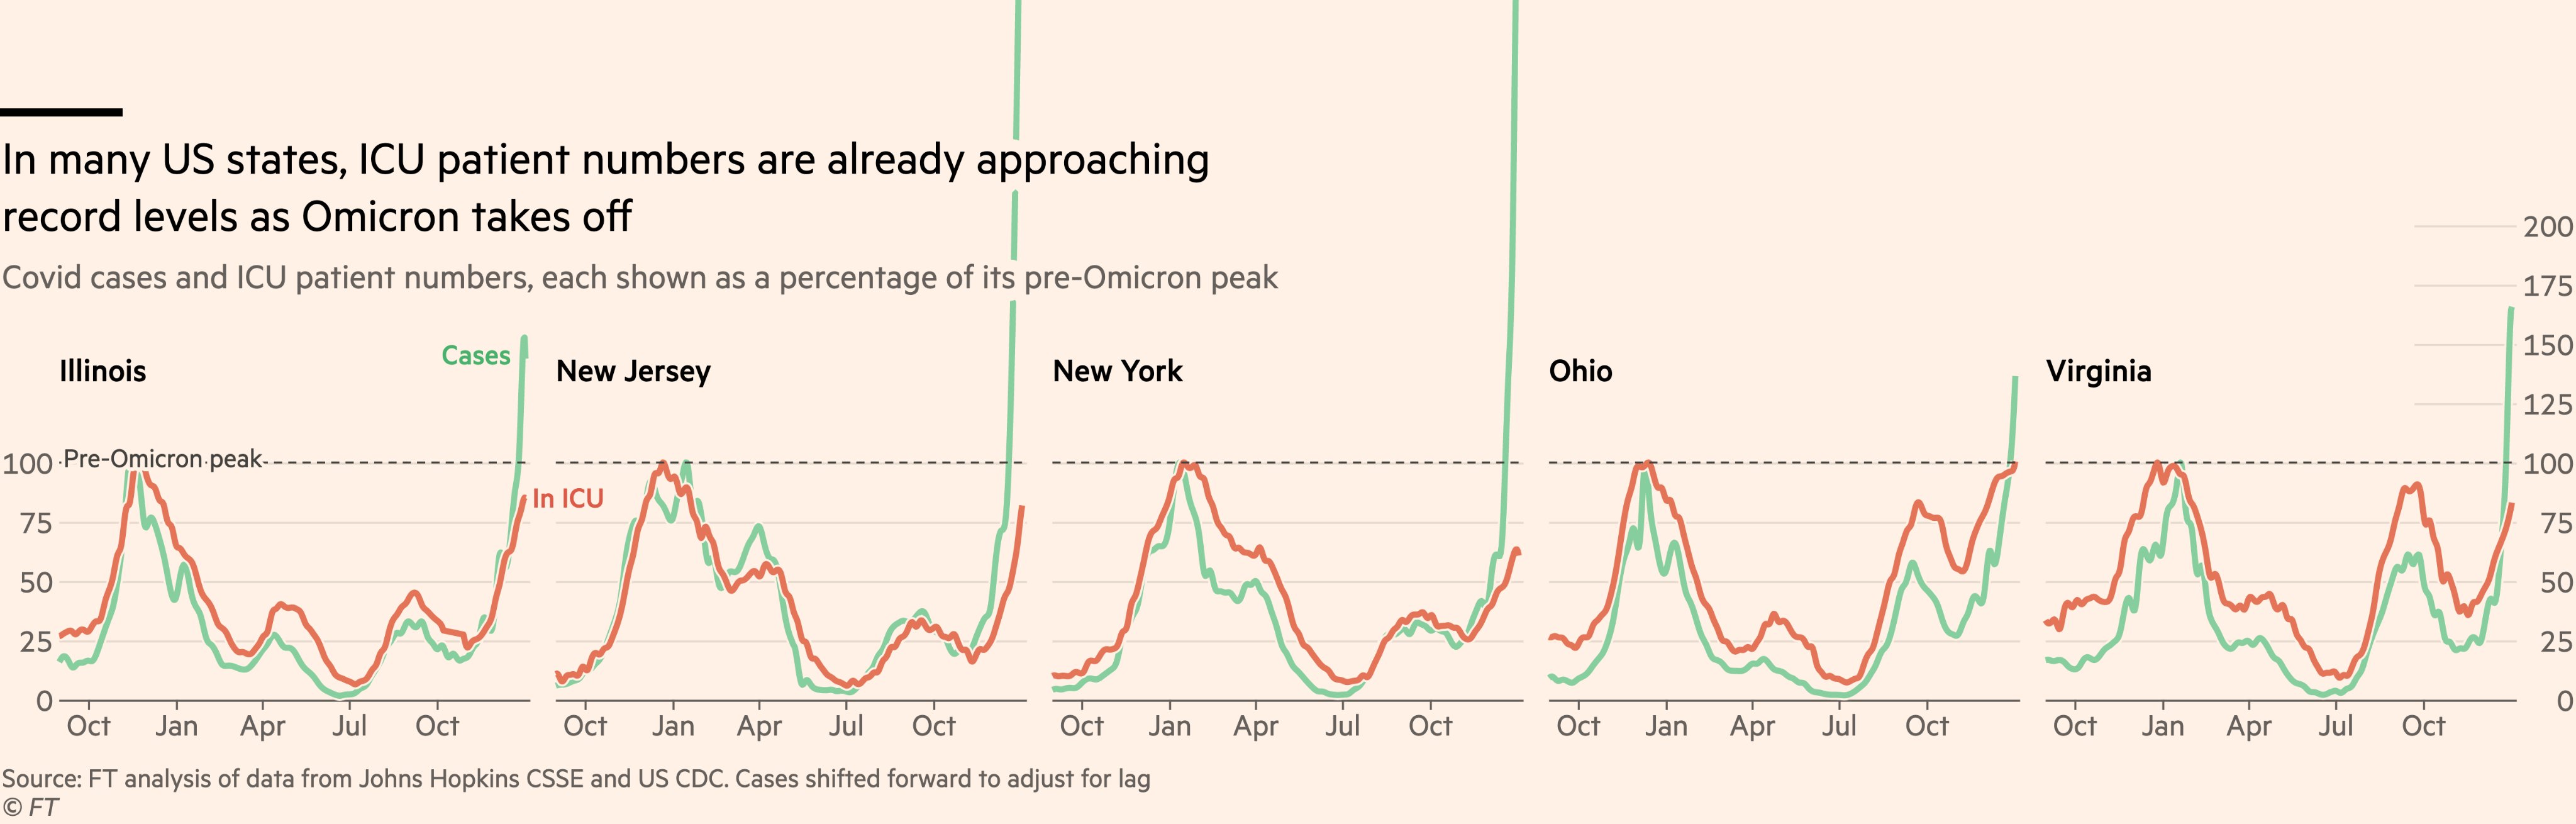 In many US states, ICU patient numbers are already approaching
record levels as Omicron takes off
Covid cases and ICU patient numbers, each shown as a percentage of its pre-Omicron peak
Illinois
Cases
In ICU
Pre-Omicron peak
100
75
50
25
0
Oct Jan Apr Jul Oct
New Jersey
Oct Jan Apr Jul Oct
New York
Oct Jan Apr Jul Oct
Ohio
Oct Jan Apr Jul Oct
Virginia
Oct Jan Apr Jul Oct
200
175
150
125
100
75
50
25
0
Source: FT analysis of data from Johns Hopkins CSSE and US CDC. Cases shifted forward to adjust for lag
© FT